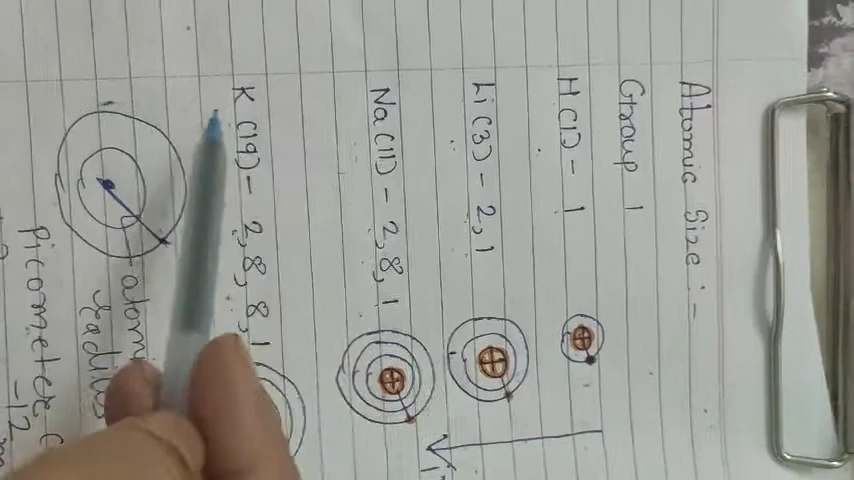 Atomic Size :-
Group 1
H(1) - 1
Li(3) - 2,1
Na(11) - 2,8,1
K(19) - 2,8,8,1
atom
radius
Picometer (
-12